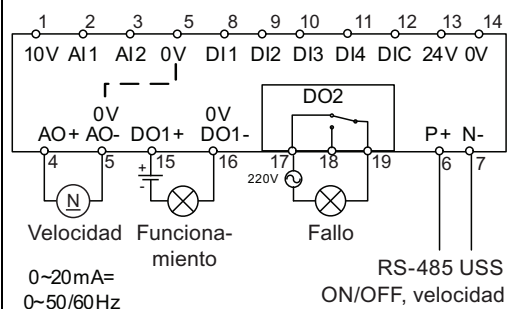 1 2 3 5 8 9 10 11 12 13 14
10V AI1 AI2 0V DI1 DI2 DI3 DI4 DIC 24V 0V
DO2
0V 0V
AO+ AO- DO1+ DO1- P+ N-
4 5 15 16 17 18 19 6 7
+
-
220V
N
Velocidad Funciona-
miento
Fallo
0~20mA=
0~50/60Hz
RS-485 USS
ON/OFF, velocidad